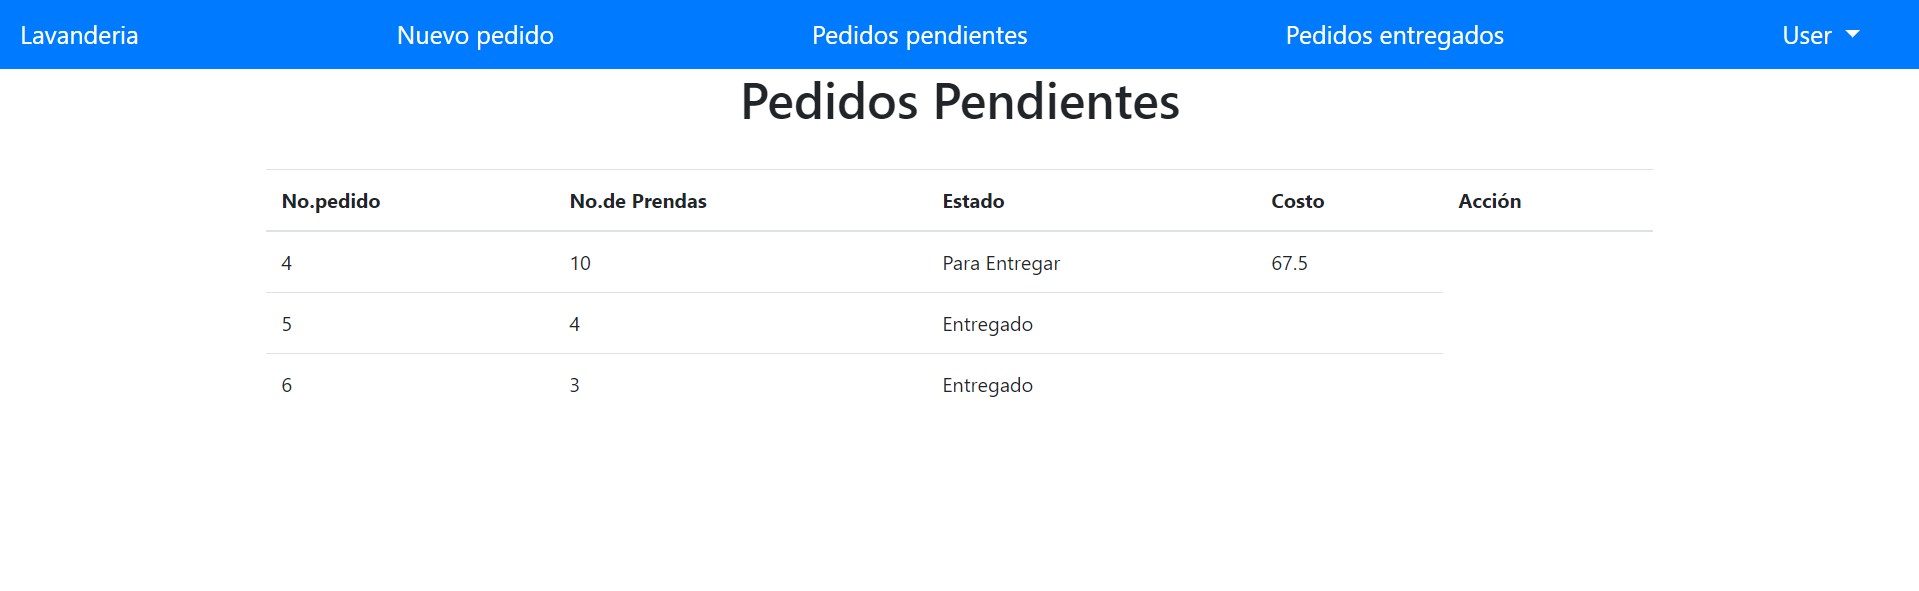 Lavanderia Nuevo pedido Pedidos pendientes Pedidos entregados User
Pedidos Pendientes
No.pedido No.de Prendas Estado Costo Acción
4 10 Para Entregar 67.5
5 4 Entregado
6 3 Entregado